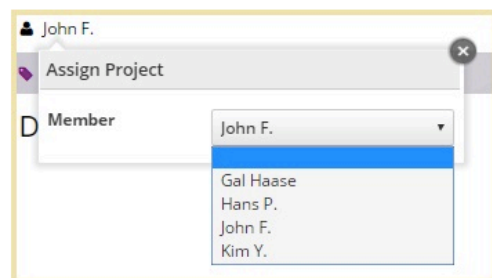 John F.
Assign Project
D
Member
John F.
Gal Haase
Hans P.
John F.
Kim Y.